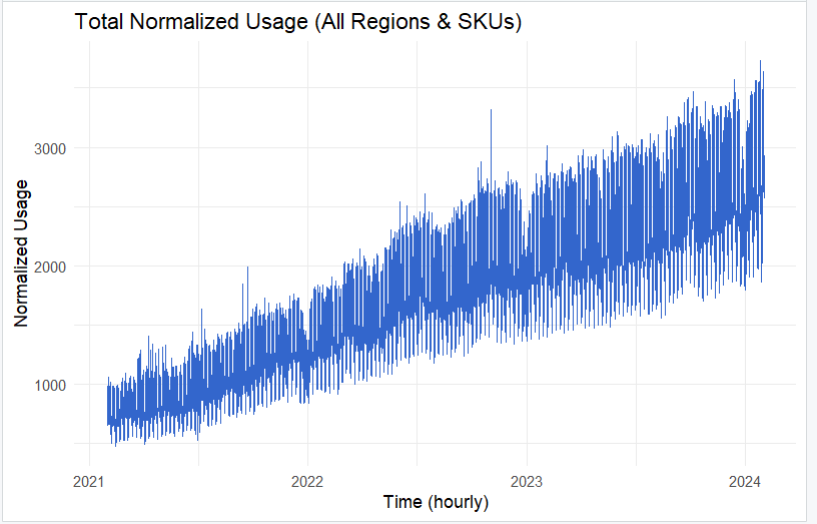 Total Normalized Usage (All Regions & SKUs)
3000
2000
1000
Normalized Usage
2021
2022
2023
2024
Time (hourly)